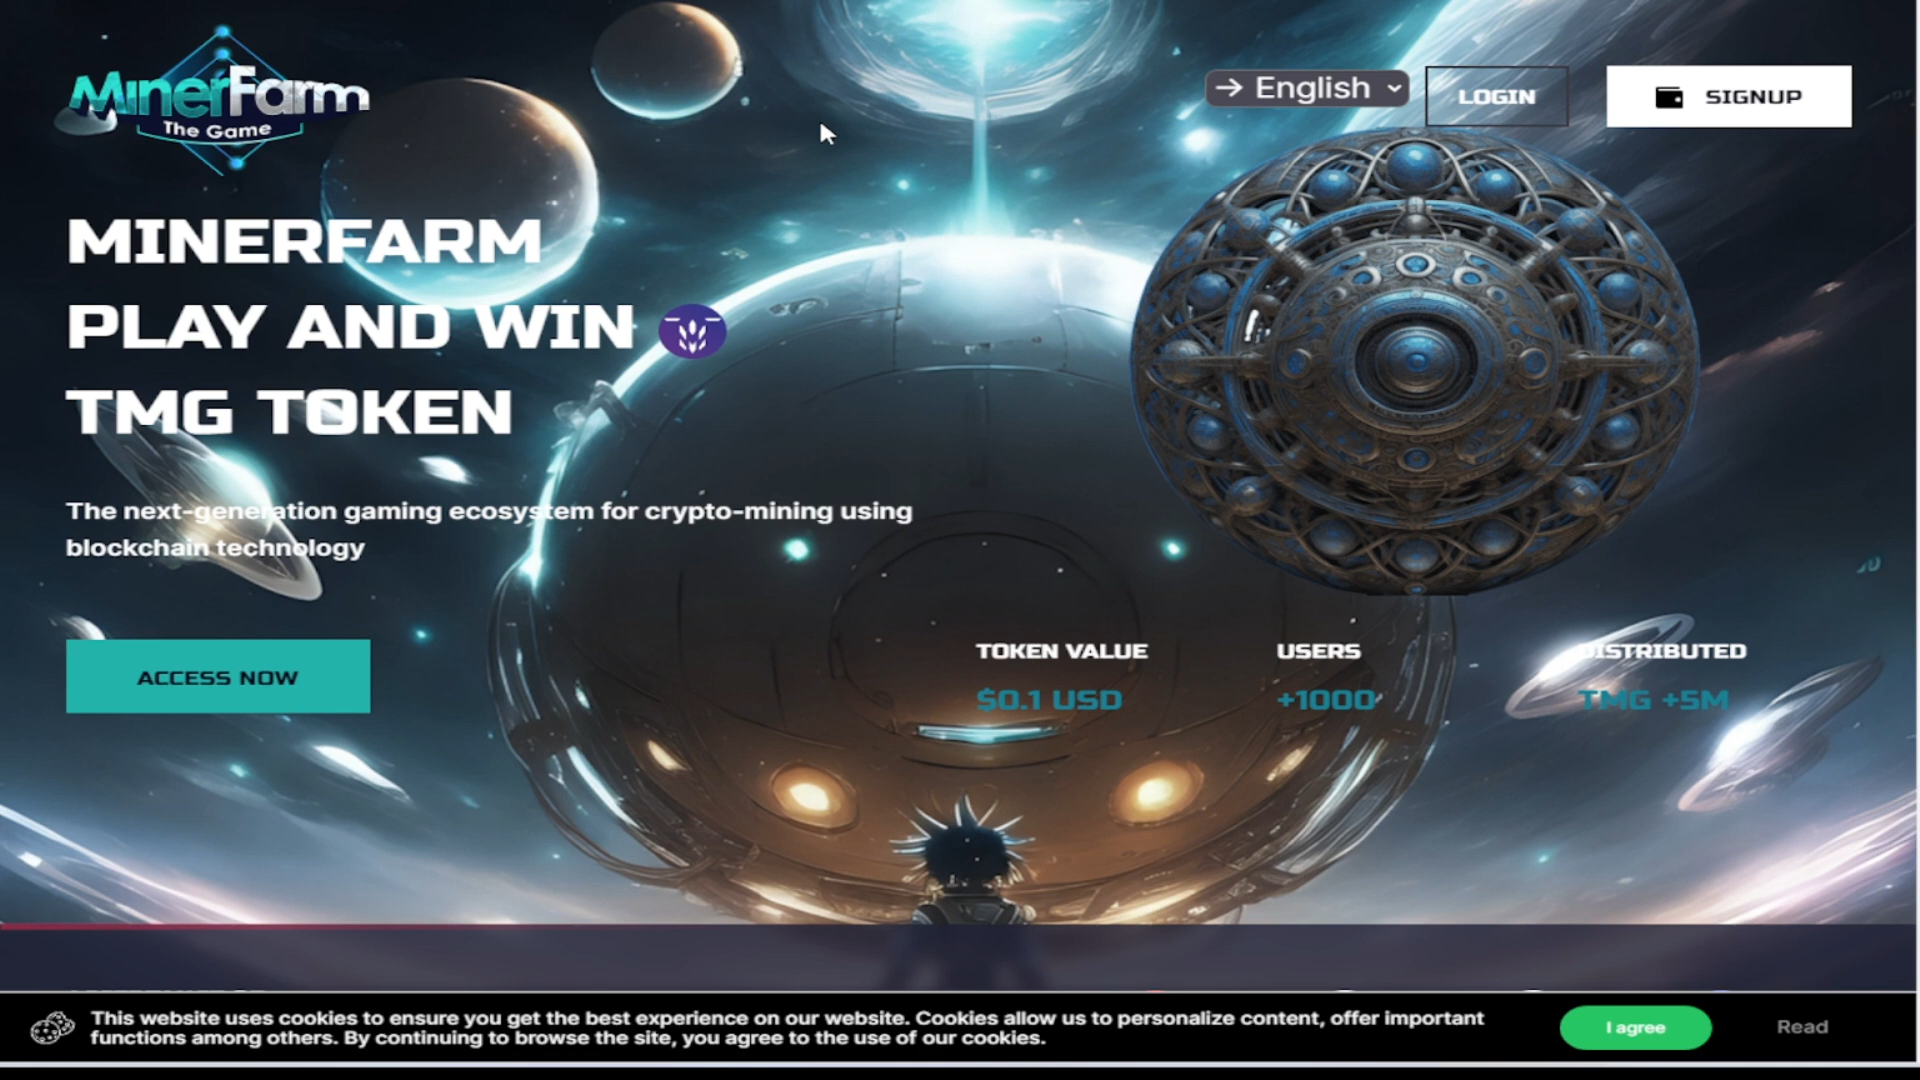 MinerFarm
The Game
English
LOGIN
SIGNUP
MINERFARM
PLAY AND WIN
TMG TOKEN
The next-generation gaming ecosystem for crypto-mining using
blockchain technology
ACCESS NOW
TOKEN VALUE
$0.1 USD
USERS
+1000
DISTRIBUTED
TMG +5M
This website uses cookies to ensure you get the best experience on our website. Cookies allow us to personalize content, offer important
functions among others. By continuing to browse the site, you agree to the use of our cookies.
I agree
Read